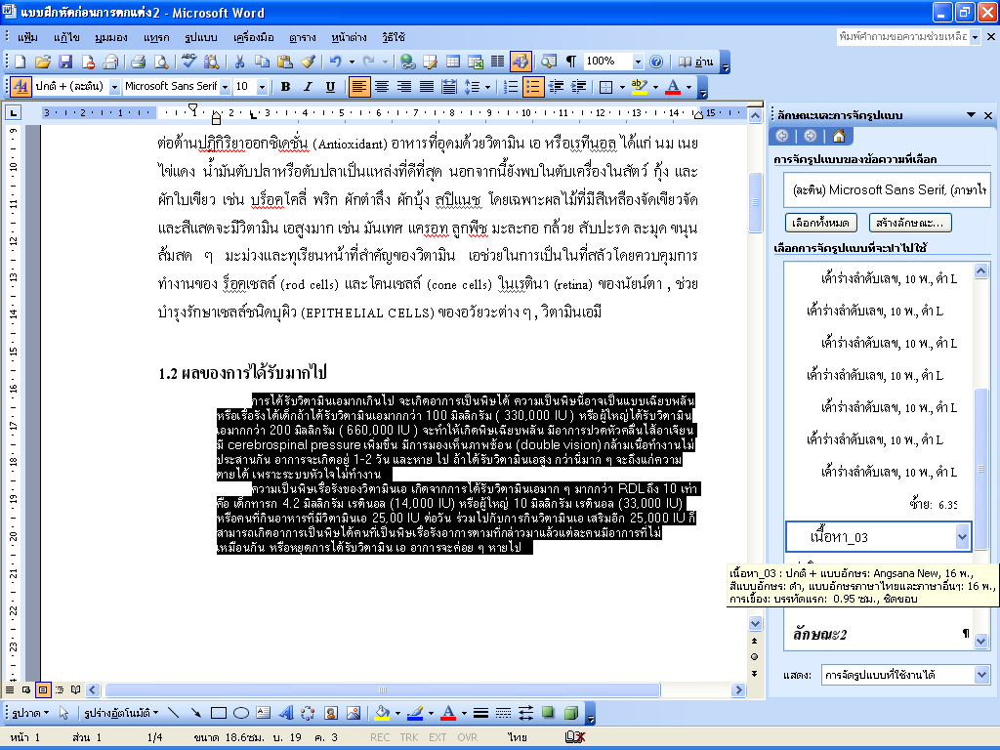 แบบฝึกหัดก่อนการตกแต่ง2 - Microsoft Word
แฟ้ม แก้ไข มุมมอง แทรก รูปแบบ เครื่องมือ ตาราง หน้าต่าง วิธีใช้ พิมพ์คำถามขอความช่วยเหลือ
100% อ่าน
ปกติ + (ละติน) Microsoft Sans Serif 10 B I U
ลักษณะและการจัดรูปแบบ
การจัดรูปแบบของข้อความที่เลือก
(ละติน) Microsoft Sans Serif, (ภาษาไท
เลือกทั้งหมด สร้างลักษณะ...
เลือกการจัดรูปแบบที่จะนำไปใช้
เค้าร่างลำดับเลข, 10 พ., ดำ L
เค้าร่างลำดับเลข, 10 พ., ดำ L
เค้าร่างลำดับเลข, 10 พ., ดำ L
เค้าร่างลำดับเลข, 10 พ., ดำ L
เค้าร่างลำดับเลข, 10 พ., ดำ L
เค้าร่างลำดับเลข, 10 พ., ดำ L
เค้าร่างลำดับเลข, 10 พ., ดำ L
ซ้าย: 6.35
เนื้อหา_03
เนื้อหา_03 : ปกติ + แบบอักษร: Angsana New, 16 พ.,
สีแบบอักษร: ดำ, แบบอักษรภาษาไทยและภาษาอื่นๆ: 16 พ.,
การเยื้อง: บรรทัดแรก: 0.95 ซม., ชิดขอบ
ลักษณะ2 ¶
แสดง: การจัดรูปแบบที่ใช้งานได้
ต่อต้านปฏิกิริยาออกซิเดชั่น (Antioxidant) อาหารที่อุดมด้วยวิตามิน เอ หรือเรทีนอล ได้แก่ นม เนย
ไข่แดง น้ำมันตับปลาหรือตับปลาเป็นแหล่งที่ดีที่สุด นอกจากนี้ยังพบในตับเครื่องในสัตว์ กุ้ง และ
ผักใบเขียว เช่น บร็อคโคลี่ พริก ผักตำลึง ผักบุ้ง สปีแนช โดยเฉพาะผลไม้ที่มีสีเหลืองจัดเขียวจัด
และสีแสดจะมีวิตามิน เอสูงมาก เช่น มันเทศ แครอท ลูกพืช มะละกอ กล้วย สับปะรด ละมุด ขนุน
ส้มสด ๆ มะม่วงและทุเรียนหน้าที่สำคัญของวิตามิน เอช่วยในการเป็นในที่สลัวโดยควบคุมการ
ทำงานของ ร็อคเซลล์ (rod cells) และโคนเซลล์ (cone cells) ในเรตินา (retina) ของนัยน์ตา , ช่วย
บำรุงรักษาเซลล์ชนิดบุผิว (EPITHELIAL CELLS) ของอวัยวะต่าง ๆ , วิตามินเอมี
1.2 ผลของการได้รับมากไป
การได้รับวิตามินเอมากเกินไป จะเกิดอาการเป็นพิษได้ ความเป็นพิษนี้อาจเป็นแบบเฉียบพลัน
หรือเรื้อรังได้เด็กถ้าได้รับวิตามินเอมากกว่า 100 มิลลิกรัม ( 330,000 IU ) หรือผู้ใหญ่ได้รับวิตามิน
เอมากกว่า 200 มิลลิกรัม ( 660,000 IU ) จะทำให้เกิดพิษเฉียบพลัน มีอาการปวดหัวคลื่นไส้อาเจียน
มี cerebrospinal pressure เพิ่มขึ้น มีการมองเห็นภาพซ้อน (double vision) กล้ามเนื้อทำงานไม่
ประสานกัน อาการจะเกิดอยู่ 1-2 วัน และหาย ไป ถ้าได้รับวิตามินเอสูง กว่านี้มาก ๆ จะถึงแก่ความ
ตายได้ เพราะระบบหัวใจไม่ทำงาน
ความเป็นพิษเรื้อรังของวิตามินเอ เกิดจากการได้รับวิตามินเอมาก ๆ มากกว่า RDL ถึง 10 เท่า
คือ เด็กทารก 4.2 มิลลิกรัม เรตินอล (14,000 IU) หรือผู้ใหญ่ 10 มิลลิกรัม เรตินอล (33,000 IU)
หรือคนที่กินอาหารที่มีวิตามินเอ 25,00 IU ต่อวัน ร่วมไปกับการกินวิตามินเอ เสริมอีก 25,000 IU ก็
สามารถเกิดอาการเป็นพิษได้คนที่เป็นพิษเรื้อรังอาการตามที่กล่าวมาแล้วแต่ละคนมีอาการที่ไม่
เหมือนกัน หรือหยุดการได้รับวิตามิน เอ อาการจะค่อย ๆ หายไป
รูปวาด รูปร่างอัตโนมัติ
หน้า 1 ส่วน 1 1/4 ขนาด 18.6ซม. บ. 19 ค. 3 REC TRK EXT OVR ไทย